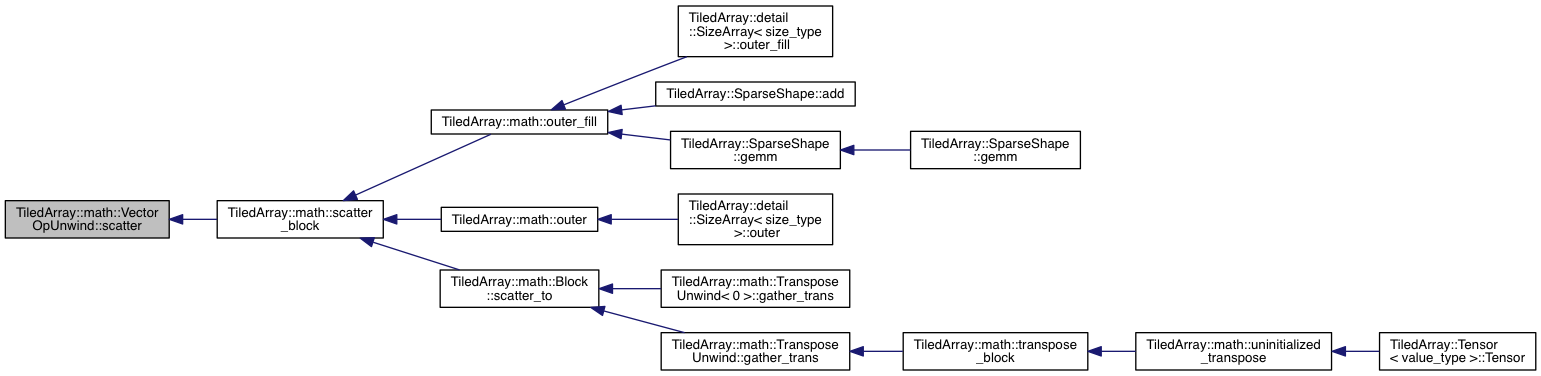 TiledArray::detail
::SizeArray< size_type
>::outer_fill
TiledArray::SparseShape::add
TiledArray::math::outer_fill
TiledArray::SparseShape
::gemm
TiledArray::SparseShape
::gemm
TiledArray::math::Vector
OpUnwind::scatter
TiledArray::math::scatter
_block
TiledArray::math::outer
TiledArray::detail
::SizeArray< size_type
>::outer
TiledArray::math::Block
::scatter_to
TiledArray::math::Transpose
Unwind< 0 >::gather_trans
TiledArray::math::Transpose
Unwind::gather_trans
TiledArray::math::transpose
_block
TiledArray::math::uninitialized
_transpose
TiledArray::Tensor
< value_type >::Tensor